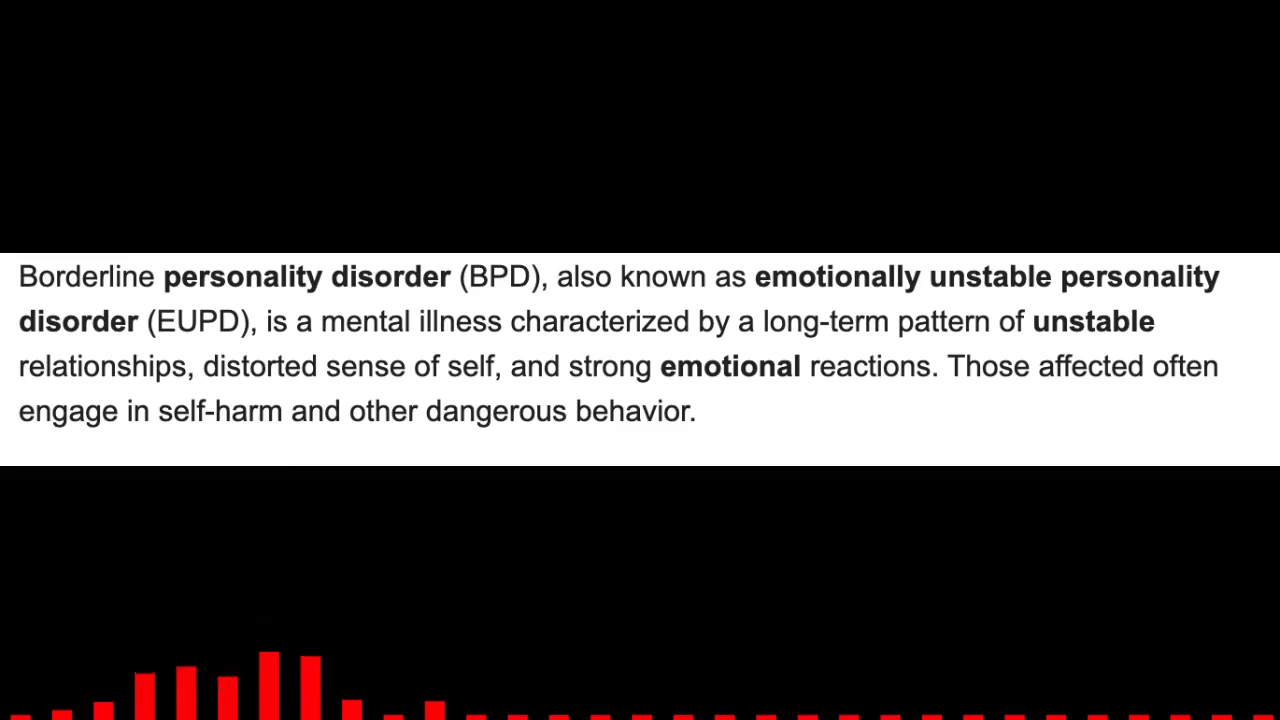 Borderline personality disorder (BPD), also known as emotionally unstable personality
disorder (EUPD), is a mental illness characterized by a long-term pattern of unstable
relationships, distorted sense of self, and strong emotional reactions. Those affected often
engage in self-harm and other dangerous behavior.